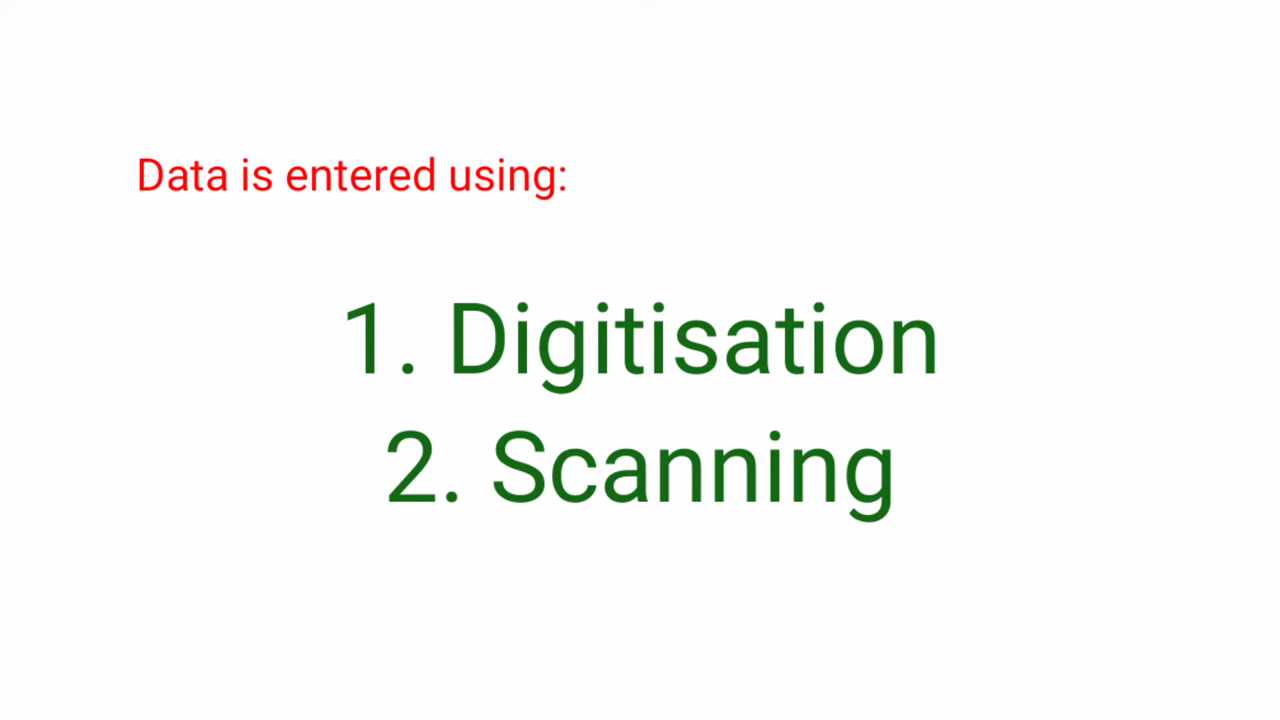 Data is entered using:
1. Digitisation
2. Scanning